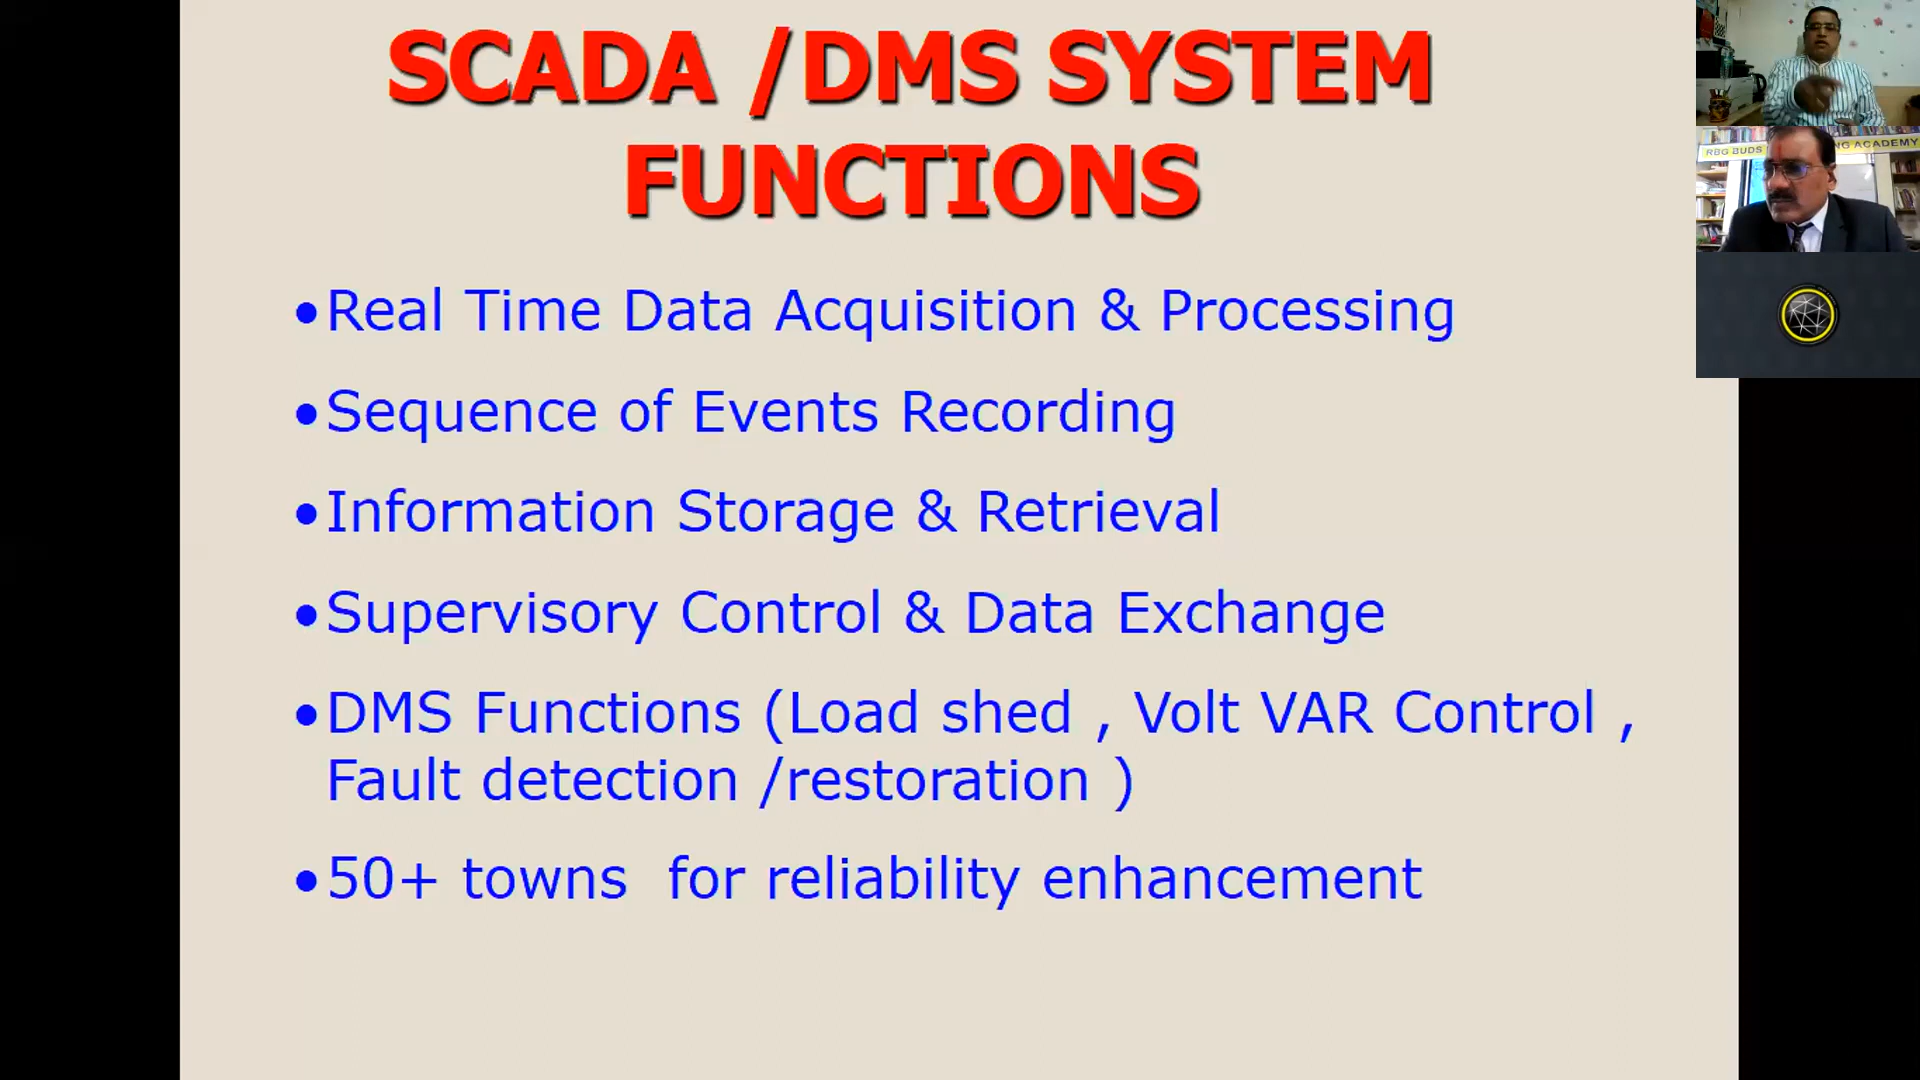 SCADA /DMS SYSTEM
FUNCTIONS
•Real Time Data Acquisition & Processing
•Sequence of Events Recording
•Information Storage & Retrieval
•Supervisory Control & Data Exchange
•DMS Functions (Load shed , Volt VAR Control ,
Fault detection /restoration )
•50+ towns for reliability enhancement
RBG BUDS NG ACADEMY